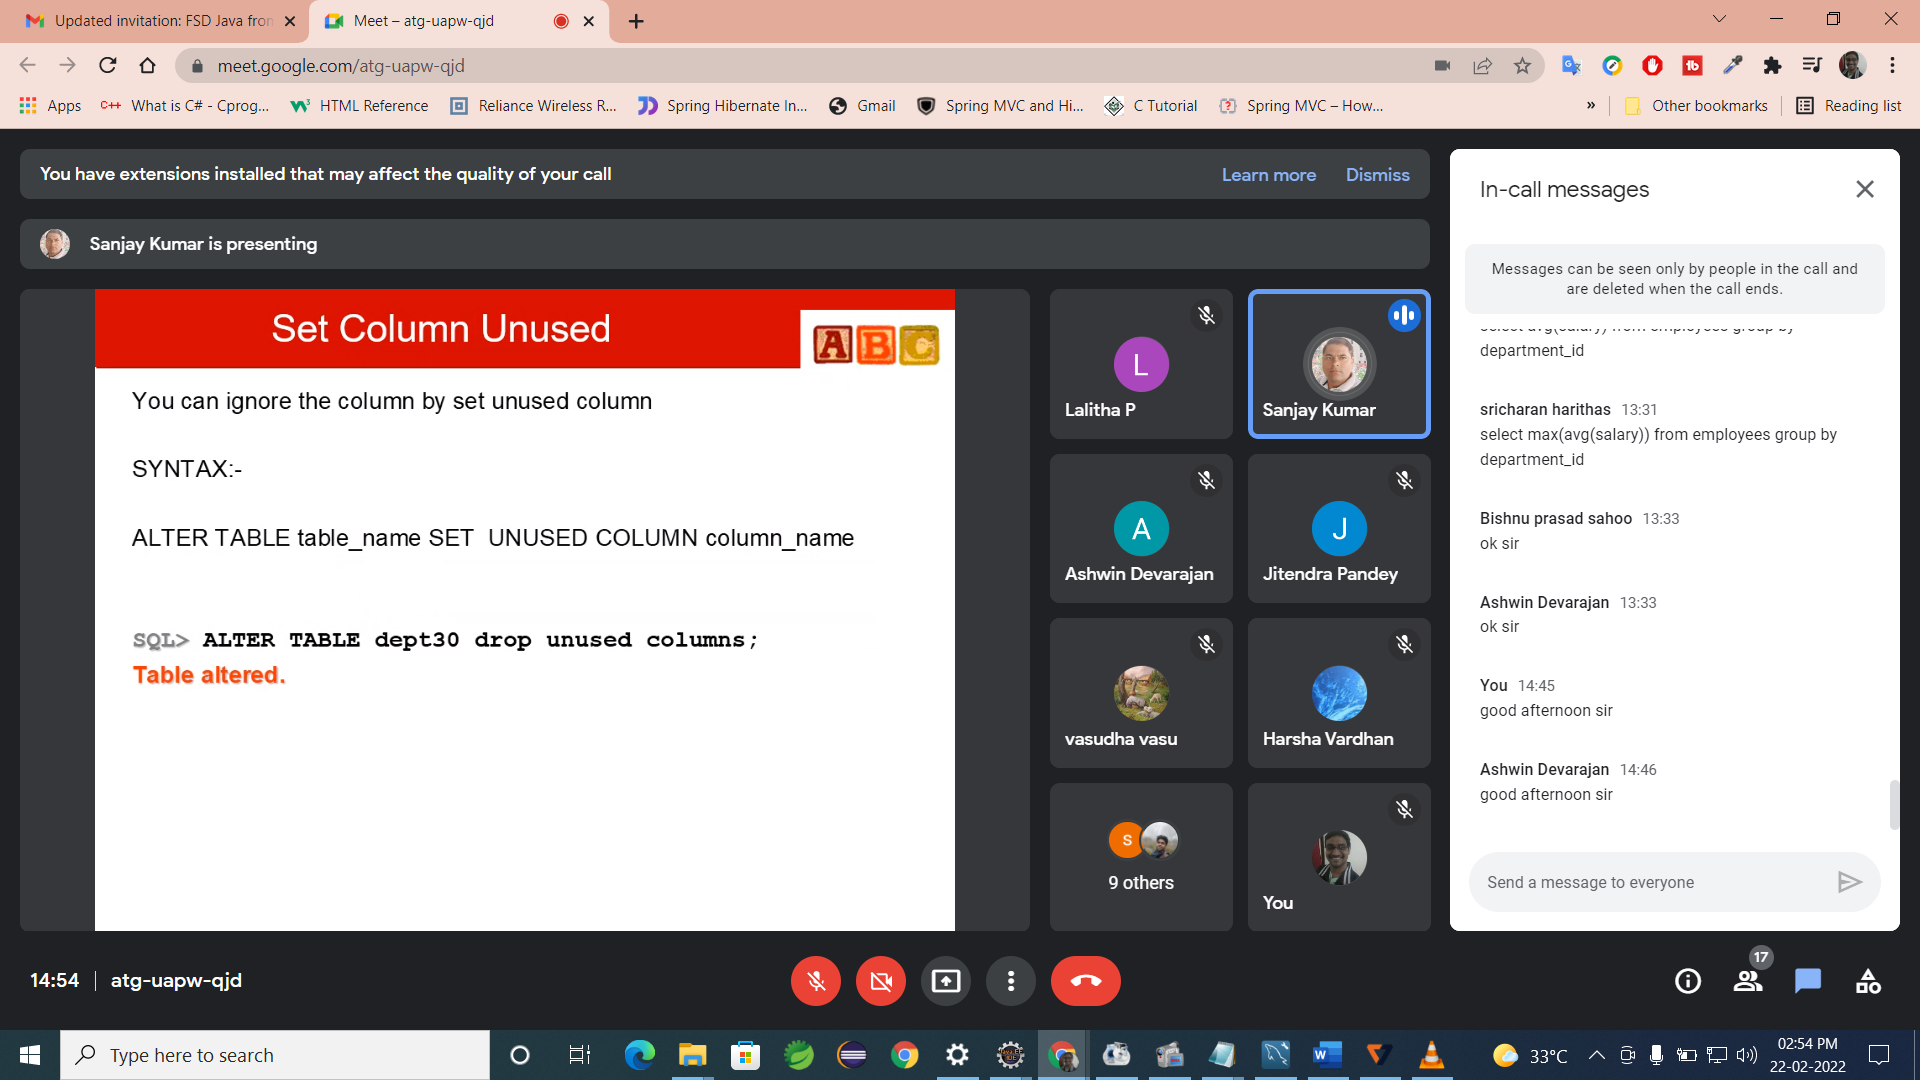 Updated invitation: FSD Java from
Meet – atg-uapw-qjd
meet.google.com/atg-uapw-qjd
Apps
What is C# - Cprog...
HTML Reference
Reliance Wireless R...
Spring Hibernate In...
Gmail
Spring MVC and Hi...
C Tutorial
Spring MVC – How...
»
Other bookmarks
Reading list
You have extensions installed that may affect the quality of your call
Learn more
Dismiss
Sanjay Kumar is presenting
Set Column Unused
ABC
You can ignore the column by set unused column
SYNTAX:-
ALTER TABLE table_name SET UNUSED COLUMN column_name
SQL> ALTER TABLE dept30 drop unused columns;
Table altered.
L
Lalitha P
Sanjay Kumar
A
Ashwin Devarajan
J
Jitendra Pandey
vasudha vasu
Harsha Vardhan
S
9 others
You
In-call messages
Messages can be seen only by people in the call and
are deleted when the call ends.
select avg(salary) from employees group by
department_id
sricharan harithas 13:31
select max(avg(salary)) from employees group by
department_id
Bishnu prasad sahoo 13:33
ok sir
Ashwin Devarajan 13:33
ok sir
You 14:45
good afternoon sir
Ashwin Devarajan 14:46
good afternoon sir
Send a message to everyone
14:54
atg-uapw-qjd
17
Type here to search
33°C
02:54 PM
22-02-2022